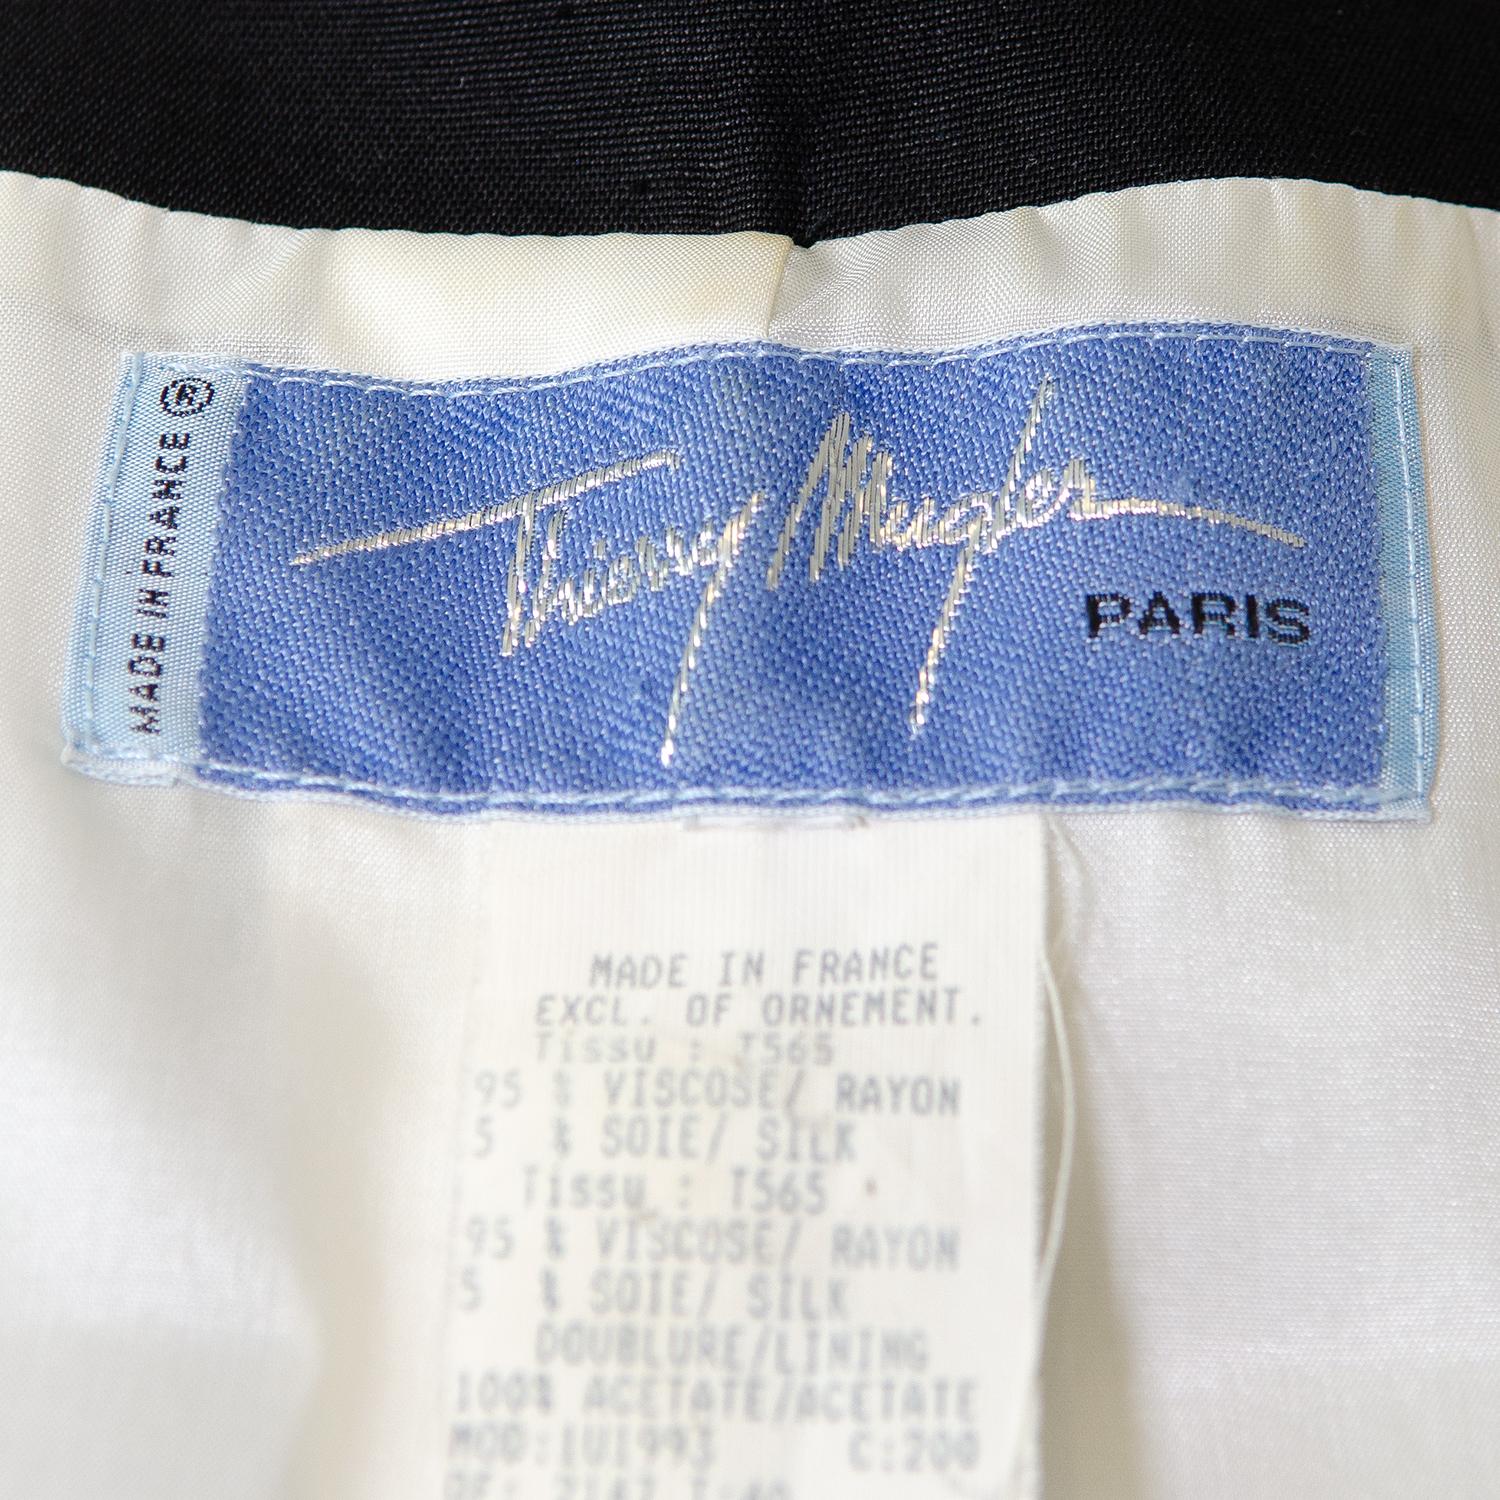 MADE IN FRANCE ®
Thierry Mugler
PARIS
MADE IN FRANCE
EXCL. OF ORNEMENT.
Tissu : T565
95 % VISCOSE/ RAYON
5 % SOIE/ SILK
Tissu : T565
95 % VISCOSE/ RAYON
5 % SOIE/ SILK
DOUBLURE/LINING
100% ACETATE/ACETATE
MOD:1U1993 C:200